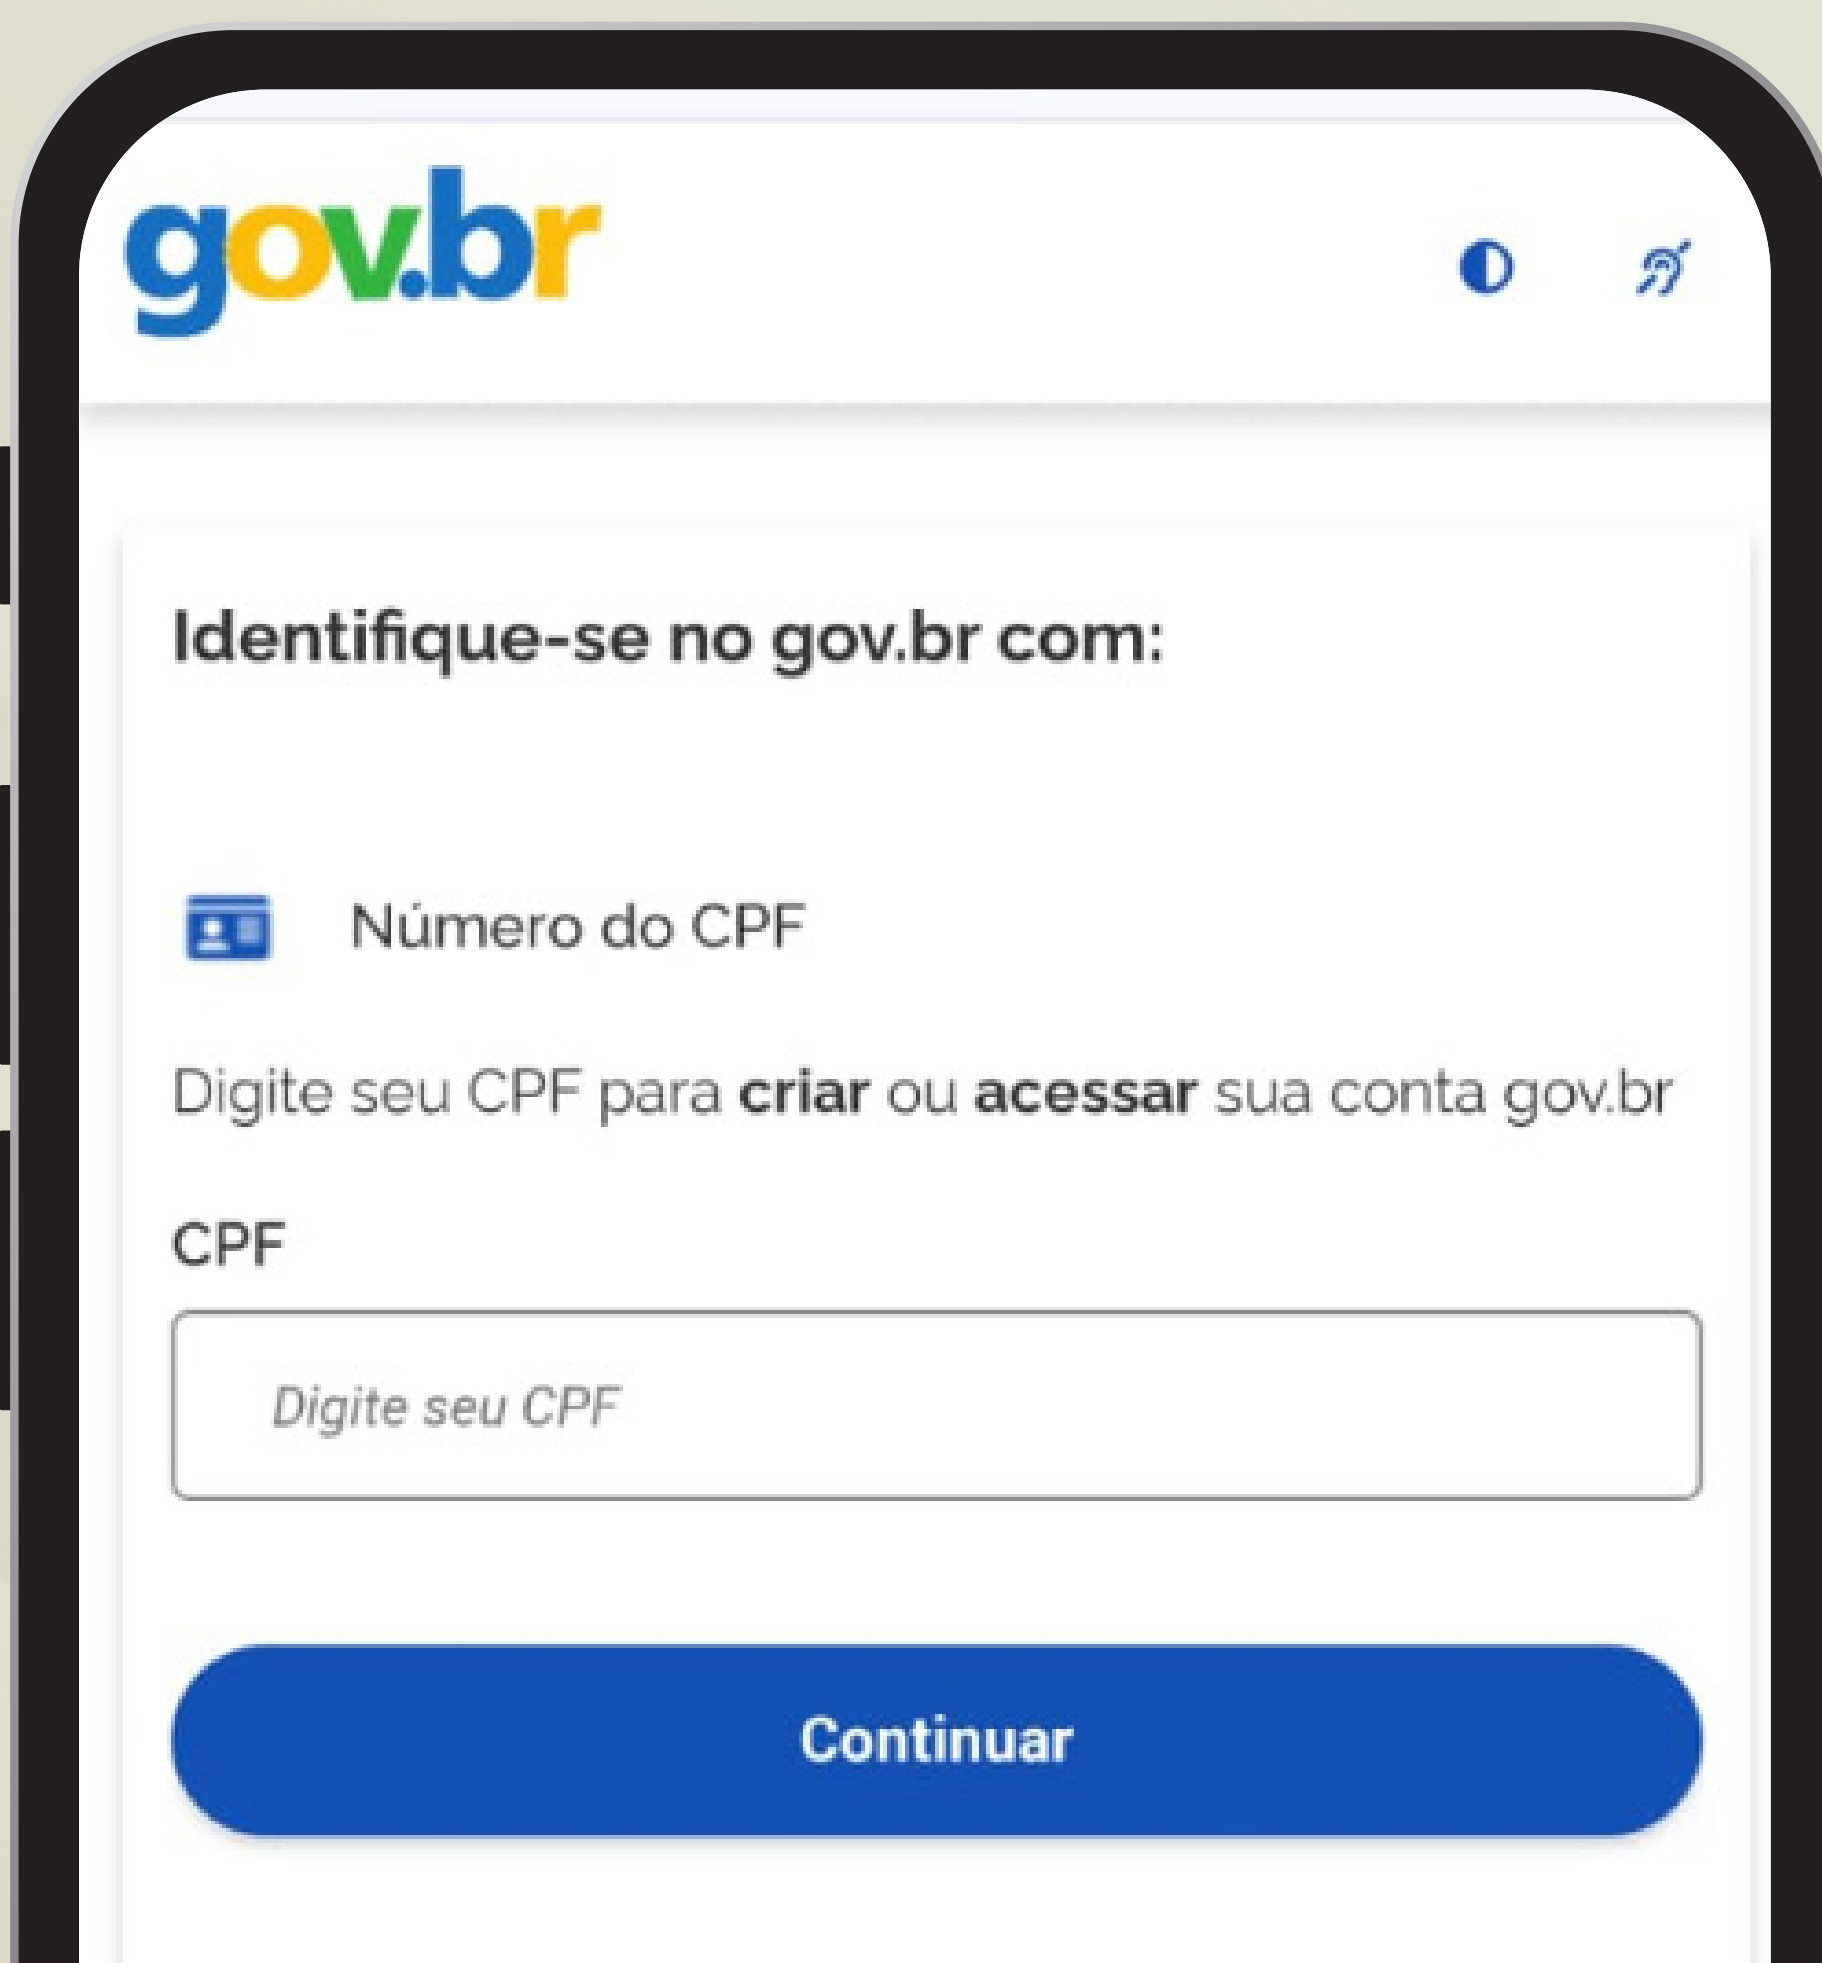 gov.br
Identifique-se no gov.br com:
Número do CPF
Digite seu CPF para criar ou acessar sua conta gov.br
CPF
Digite seu CPF
Continuar